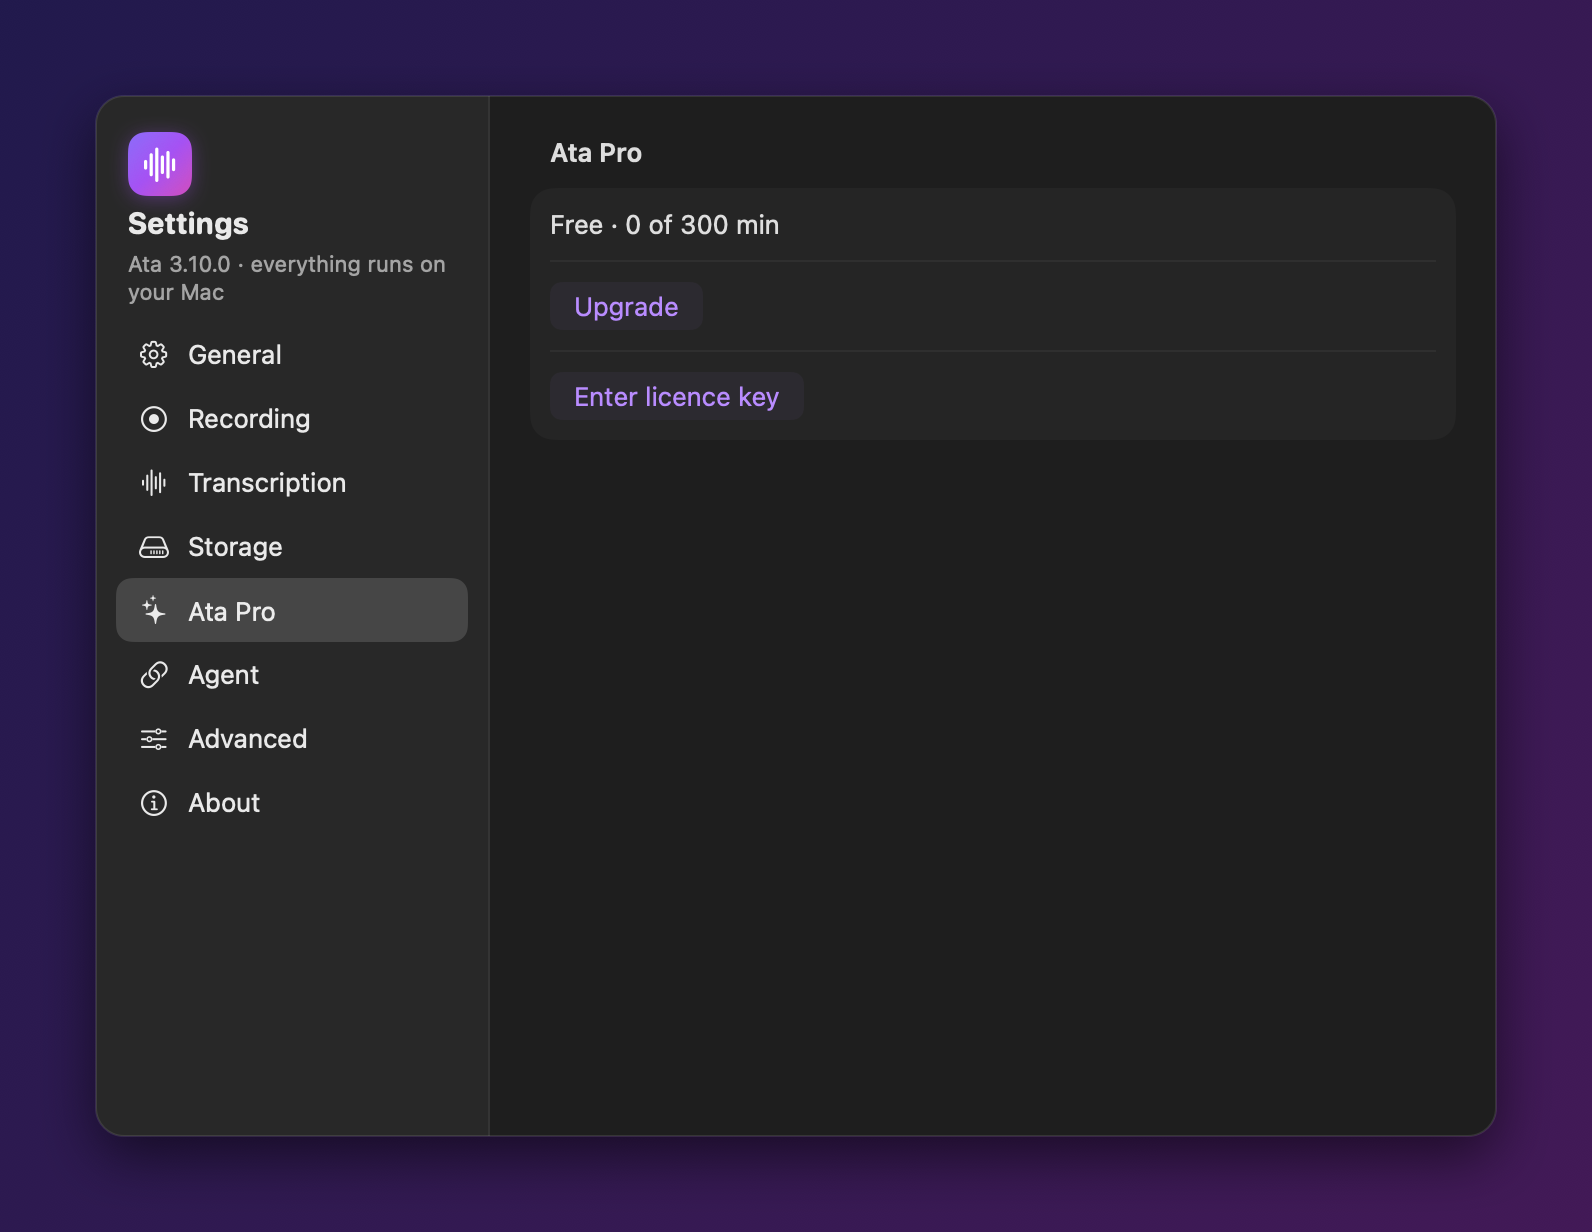 Settings
Ata 3.10.0 · everything runs on
your Mac
General
Recording
Transcription
Storage
Ata Pro
Agent
Advanced
About
Ata Pro
Free · 0 of 300 min
Upgrade
Enter licence key